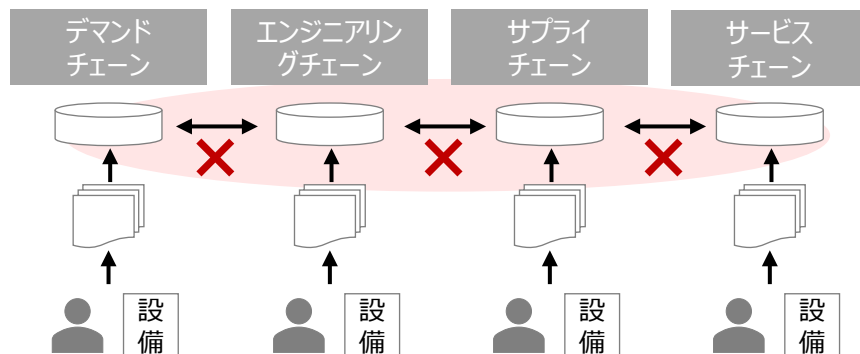 デマンド
チェーン
エンジニアリン
グチェーン
サプライ
チェーン
サービス
チェーン
設
備
設
備
設
備
設
備